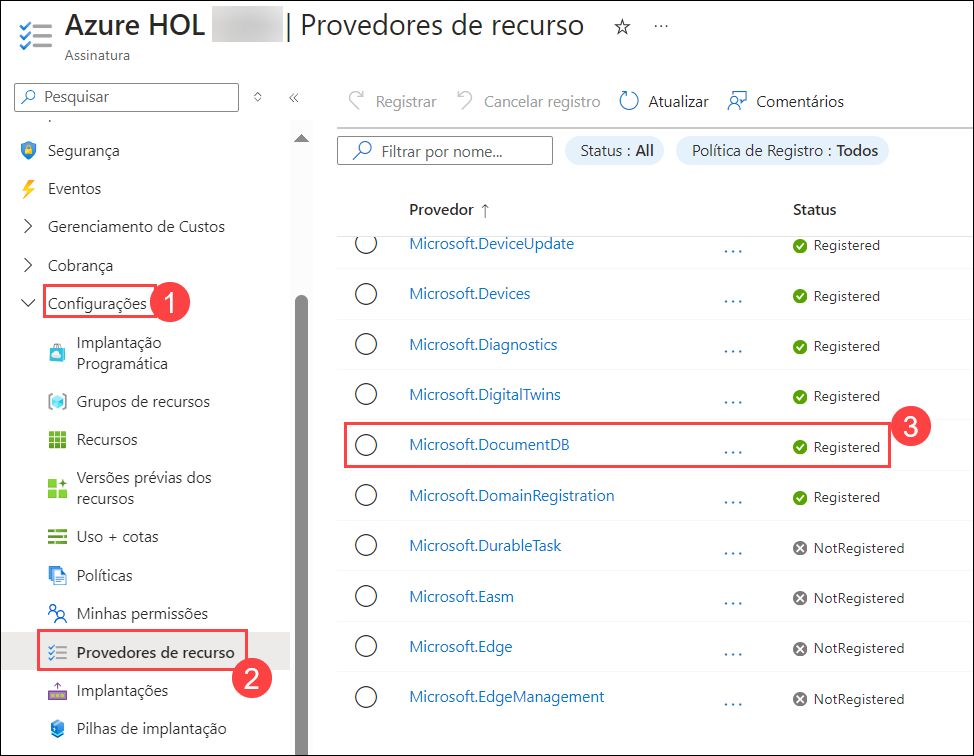 Azure HOL | Provedores de recurso ☆ ...
Assinatura
Pesquisar
Segurança
Eventos
Gerenciamento de Custos
Cobrança
Configurações 1
Implantação
Programática
Grupos de recursos
Recursos
Versões prévias dos
recursos
Uso + cotas
Políticas
Minhas permissões
Provedores de recurso
2
Implantações
Pilhas de implantação
Registrar Cancelar registro Atualizar Comentários
Filtrar por nome... Status : All Política de Registro : Todos
Provedor ↑ Status
Microsoft.DeviceUpdate ... Registered
Microsoft.Devices ... Registered
Microsoft.Diagnostics ... Registered
Microsoft.DigitalTwins ... Registered
3
Microsoft.DocumentDB ... Registered
Microsoft.DomainRegistration ... Registered
Microsoft.DurableTask ... NotRegistered
Microsoft.Easm ... NotRegistered
Microsoft.Edge ... NotRegistered
Microsoft.EdgeManagement ... NotRegistered